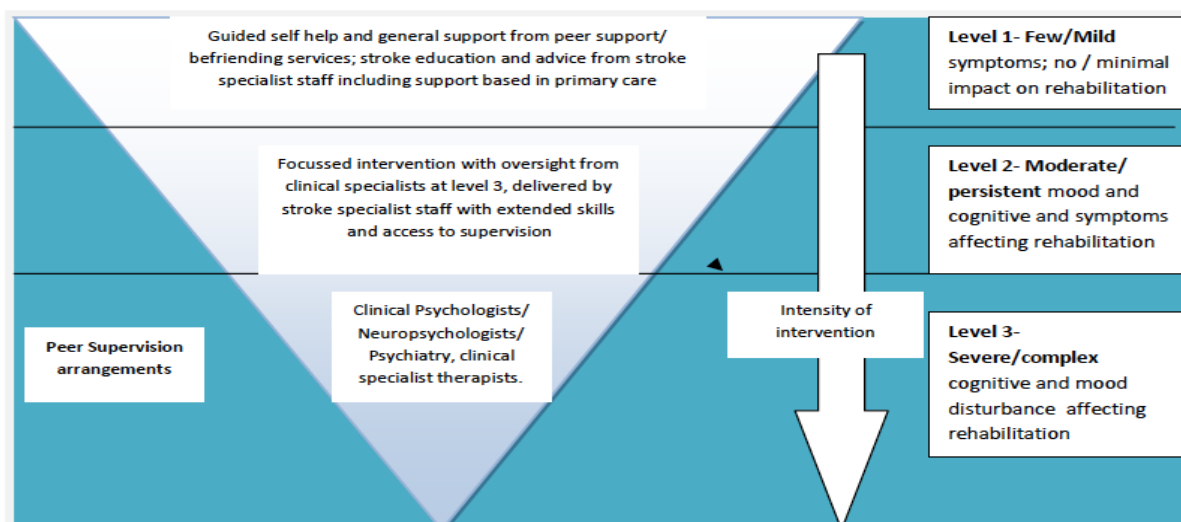 Guided self help and general support from peer support/
befriending services; stroke education and advice from stroke
specialist staff including support based in primary care
Level 1- Few/Mild
symptoms; no / minimal
impact on rehabilitation
Focussed intervention with oversight from
clinical specialists at level 3, delivered by
stroke specialist staff with extended skills
and access to supervision
Level 2- Moderate/
persistent mood and
cognitive and symptoms
affecting rehabilitation
Peer Supervision
arrangements
Clinical Psychologists/
Neuropsychologists/
Psychiatry, clinical
specialist therapists.
Intensity of
intervention
Level 3-
Severe/complex
cognitive and mood
disturbance affecting
rehabilitation